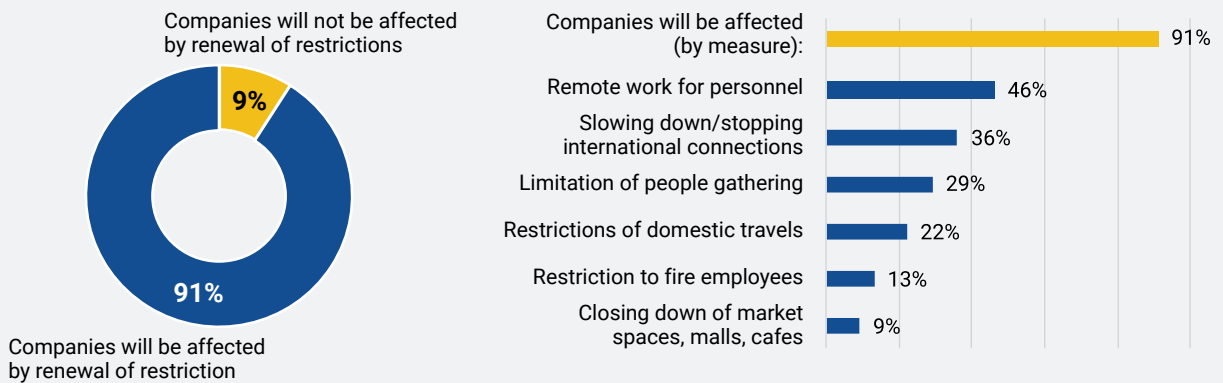 Companies will not be affected
by renewal of restrictions
9%
91%
Companies will be affected
by renewal of restriction
Companies will be affected
(by measure):
91%
Remote work for personnel
46%
Slowing down/stopping
international connections
36%
Limitation of people gathering
29%
Restrictions of domestic travels
22%
Restriction to fire employees
13%
Closing down of market
spaces, malls, cafes
9%